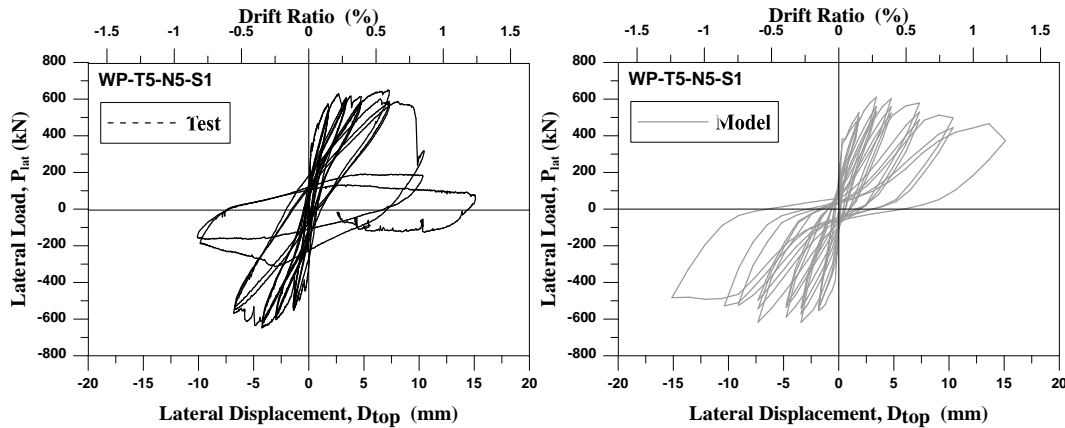 Drift Ratio (%)
-1.5 -1 -0.5 0 0.5 1 1.5
800
600
400
200
0
-200
-400
-600
-800
Lateral Load, Plat (kN)
WP-T5-N5-S1
Test
-20 -15 -10 -5 0 5 10 15 20
Lateral Displacement, Dtop (mm)
Drift Ratio (%)
-1.5 -1 -0.5 0 0.5 1 1.5
800
600
400
200
0
-200
-400
-600
-800
Lateral Load, Plat (kN)
WP-T5-N5-S1
Model
-20 -15 -10 -5 0 5 10 15 20
Lateral Displacement, Dtop (mm)